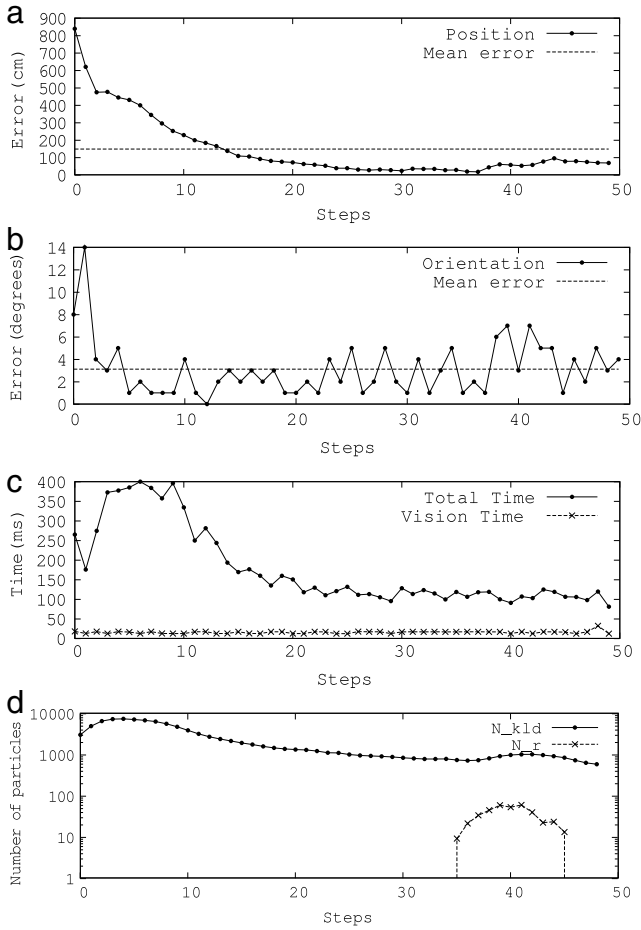 a
900
800
700
600
500
400
300
200
100
0
Error(cm)
Position
Mean error
0 10 20 30 40 50
Steps
b
14
12
10
8
6
4
2
0
Error(degrees)
Orientation
Mean error
0 10 20 30 40 50
Steps
c
400
350
300
250
200
150
100
50
0
Time(ms)
Total Time
Vision Time
0 10 20 30 40 50
Steps
d
10000
1000
100
10
1
Number of particles
N_kld
N_r
0 10 20 30 40 50
Steps